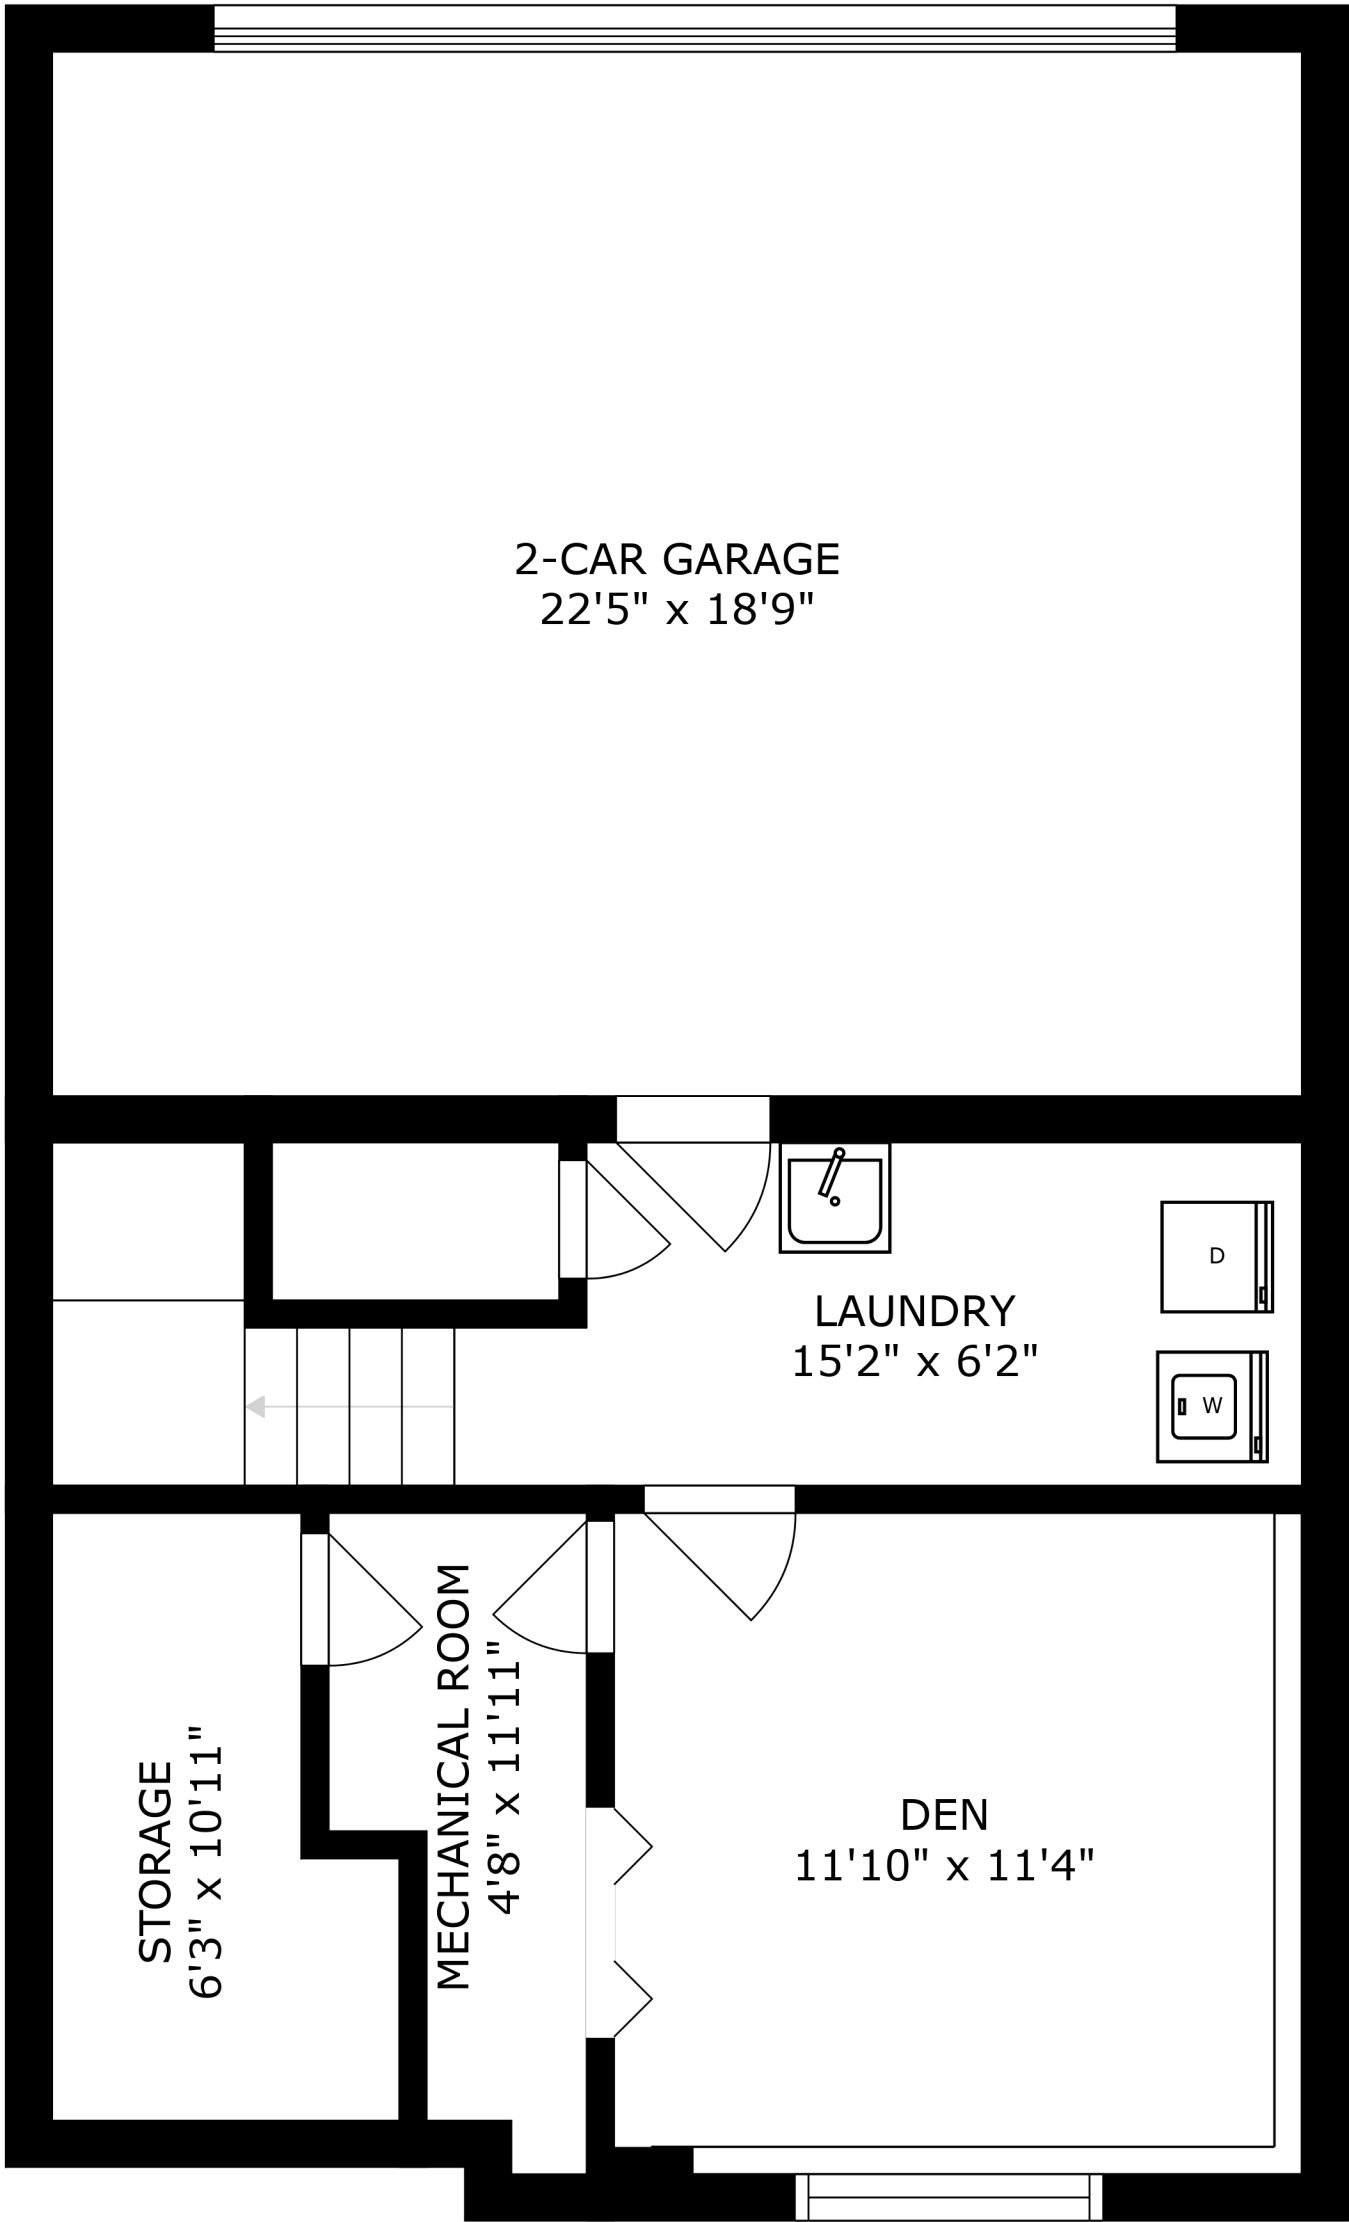 2-CAR GARAGE
22'5" x 18'9"
D
LAUNDRY
15'2" x 6'2"
W
STORAGE
6'3" x 10'11"
MECHANICAL ROOM
4'8" x 11'11"
DEN
11'10" x 11'4"